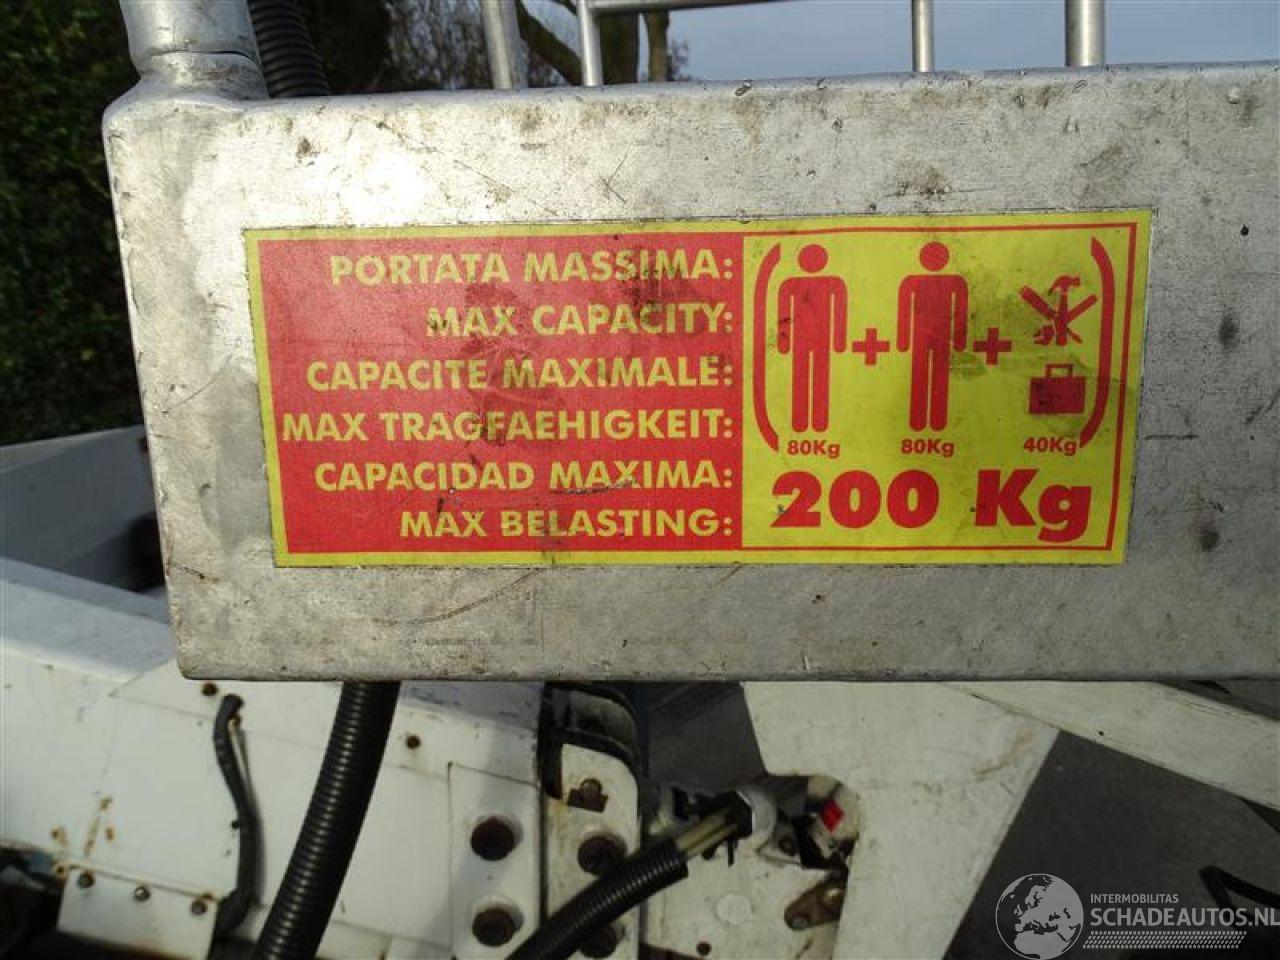 PORTATA MASSIMA:
MAX CAPACITY:
CAPACITE MAXIMALE:
MAX TRAGFAEHIGKEIT:
CAPACIDAD MAXIMA:
MAX BELASTING:
80Kg 80Kg 40Kg
200 Kg
INTERMOBILITAS
SCHADEAUTOS.NL